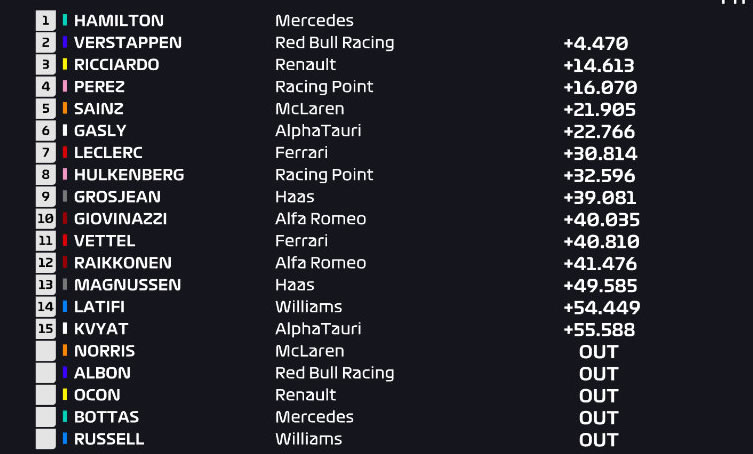 1 HAMILTON Mercedes
2 VERSTAPPEN Red Bull Racing +4.470
3 RICCIARDO Renault +14.613
4 PEREZ Racing Point +16.070
5 SAINZ McLaren +21.905
6 GASLY AlphaTauri +22.766
7 LECLERC Ferrari +30.814
8 HULKENBERG Racing Point +32.596
9 GROSJEAN Haas +39.081
10 GIOVINAZZI Alfa Romeo +40.035
11 VETTEL Ferrari +40.810
12 RAIKKONEN Alfa Romeo +41.476
13 MAGNUSSEN Haas +49.585
14 LATIFI Williams +54.449
15 KVYAT AlphaTauri +55.588
NORRIS McLaren OUT
ALBON Red Bull Racing OUT
OCON Renault OUT
BOTTAS Mercedes OUT
RUSSELL Williams OUT